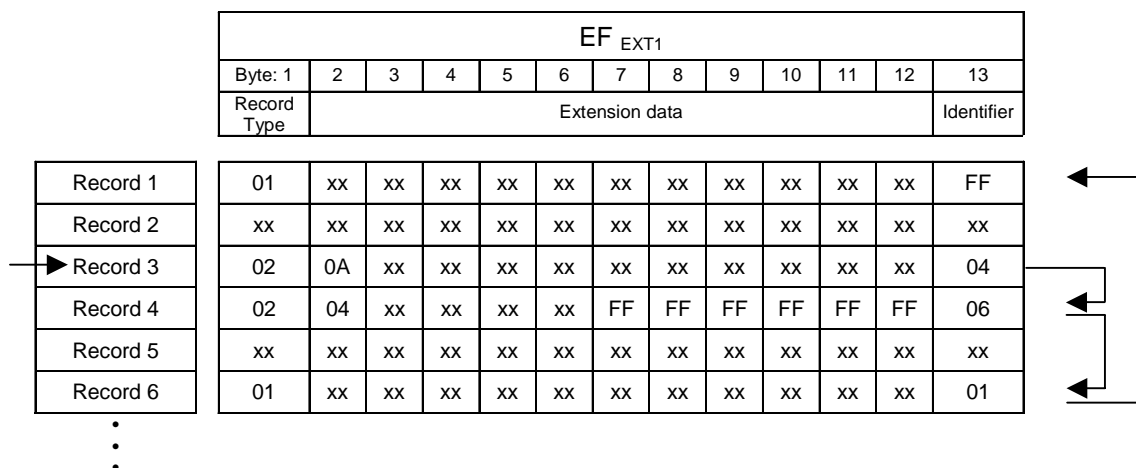 EF EXT1
Byte: 1 2 3 4 5 6 7 8 9 10 11 12 13
Record Type Extension data Identifier
Record 1 01 xx xx xx xx xx xx xx xx xx xx xx FF
Record 2 xx xx xx xx xx xx xx xx xx xx xx xx xx
Record 3 02 0A xx xx xx xx xx xx xx xx xx xx 04
Record 4 02 04 xx xx xx xx FF FF FF FF FF FF 06
Record 5 xx xx xx xx xx xx xx xx xx xx xx xx xx
Record 6 01 xx xx xx xx xx xx xx xx xx xx xx 01